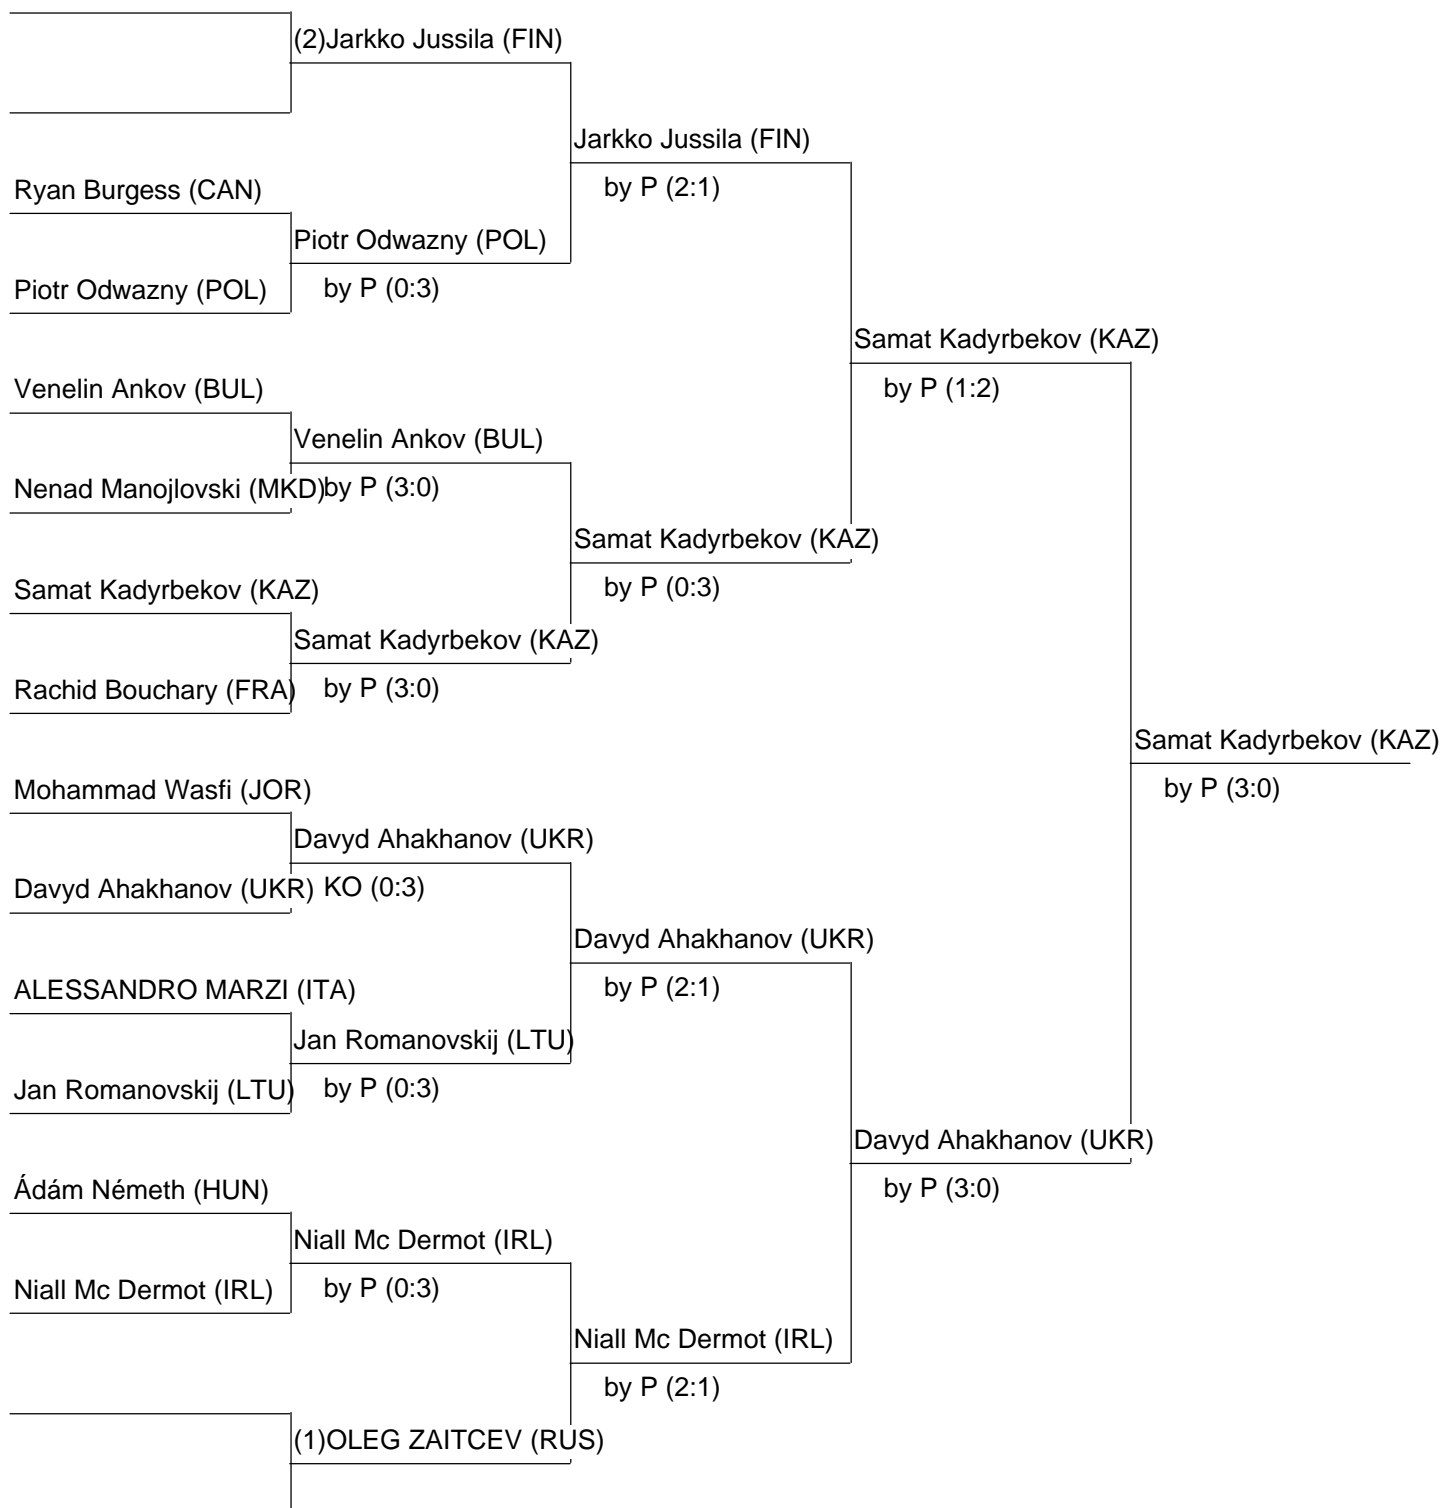 (2)Jarkko Jussila (FIN)
Jarkko Jussila (FIN)
Ryan Burgess (CAN)
by P (2:1)
Piotr Odwazny (POL)
Piotr Odwazny (POL)
by P (0:3)
Samat Kadyrbekov (KAZ)
Venelin Ankov (BUL)
by P (1:2)
Venelin Ankov (BUL)
Nenad Manojlovski (MKD)
by P (3:0)
Samat Kadyrbekov (KAZ)
Samat Kadyrbekov (KAZ)
by P (0:3)
Samat Kadyrbekov (KAZ)
Rachid Bouchary (FRA)
by P (3:0)
Samat Kadyrbekov (KAZ)
Mohammad Wasfi (JOR)
by P (3:0)
Davyd Ahakhanov (UKR)
Davyd Ahakhanov (UKR)
KO (0:3)
Davyd Ahakhanov (UKR)
ALESSANDRO MARZI (ITA)
by P (2:1)
Jan Romanovskij (LTU)
Jan Romanovskij (LTU)
by P (0:3)
Davyd Ahakhanov (UKR)
Ádám Németh (HUN)
by P (3:0)
Niall Mc Dermot (IRL)
Niall Mc Dermot (IRL)
by P (0:3)
Niall Mc Dermot (IRL)
by P (2:1)
(1)OLEG ZAITCEV (RUS)